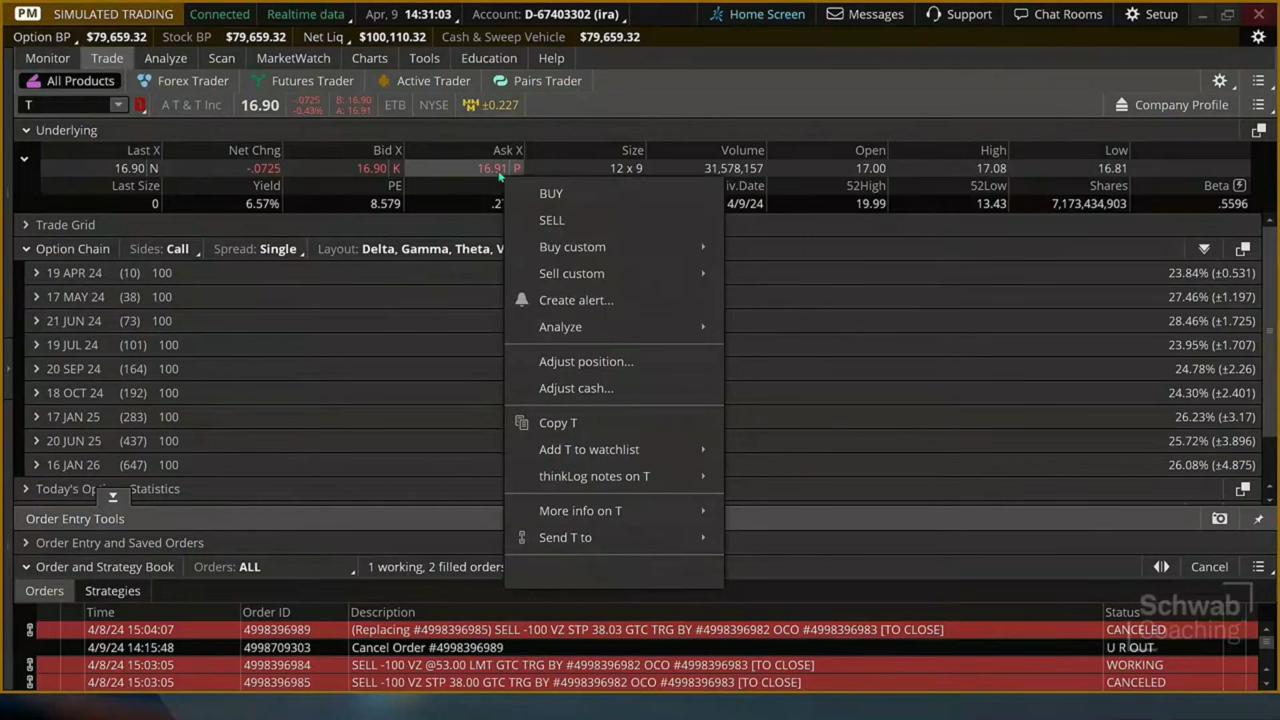 PM SIMULATED TRADING Connected Realtime data Apr, 9 14:31:03 Account: D-67403302 (ira) Home Screen Messages Support Chat Rooms Setup
Option BP $79,659.32 Stock BP $79,659.32 Net Liq $100,110.32 Cash & Sweep Vehicle $79,659.32
Monitor Trade Analyze Scan MarketWatch Charts Tools Education Help
All Products Forex Trader Futures Trader Active Trader Pairs Trader
T A T & T Inc 16.90 -.0725 -0.43% B: 16.90 A: 16.91 ETB NYSE ±0.227 Company Profile
Underlying
Last X Net Chng Bid X Ask X Size Volume Open High Low
16.90 N -.0725 16.90 K 16.91 P 12 x 9 31,578,157 17.00 17.08 16.81
Last Size Yield PE iv.Date 52High 52Low Shares Beta
0 6.57% 8.579 4/9/24 19.99 13.43 7,173,434,903 .5596
Trade Grid
Option Chain Sides: Call Spread: Single Layout: Delta, Gamma, Theta, V
19 APR 24 (10) 100 23.84% (±0.531)
17 MAY 24 (38) 100 27.46% (±1.197)
21 JUN 24 (73) 100 28.46% (±1.725)
19 JUL 24 (101) 100 23.95% (±1.707)
20 SEP 24 (164) 100 24.78% (±2.26)
18 OCT 24 (192) 100 24.30% (±2.401)
17 JAN 25 (283) 100 26.23% (±3.17)
20 JUN 25 (437) 100 25.72% (±3.896)
16 JAN 26 (647) 100 26.08% (±4.875)
BUY
SELL
Buy custom
Sell custom
Create alert...
Analyze
Adjust position...
Adjust cash...
Copy T
Add T to watchlist
thinkLog notes on T
More info on T
Send T to
Today's Op Statistics
Order Entry Tools
Order Entry and Saved Orders
Order and Strategy Book Orders: ALL 1 working, 2 filled orders Cancel
Orders Strategies
Time Order ID Description Status
4/8/24 15:04:07 4998396989 (Replacing #4998396985) SELL -100 VZ STP 38.03 GTC TRG BY #4998396982 OCO #4998396983 [TO CLOSE] CANCELED
4/9/24 14:15:48 4998709303 Cancel Order #4998396989 U R OUT
4/8/24 15:03:05 4998396984 SELL -100 VZ @53.00 LMT GTC TRG BY #4998396982 OCO #4998396983 [TO CLOSE] WORKING
4/8/24 15:03:05 4998396985 SELL -100 VZ STP 38.00 GTC TRG BY #4998396982 OCO #4998396983 [TO CLOSE] CANCELED
Schwab
Coaching